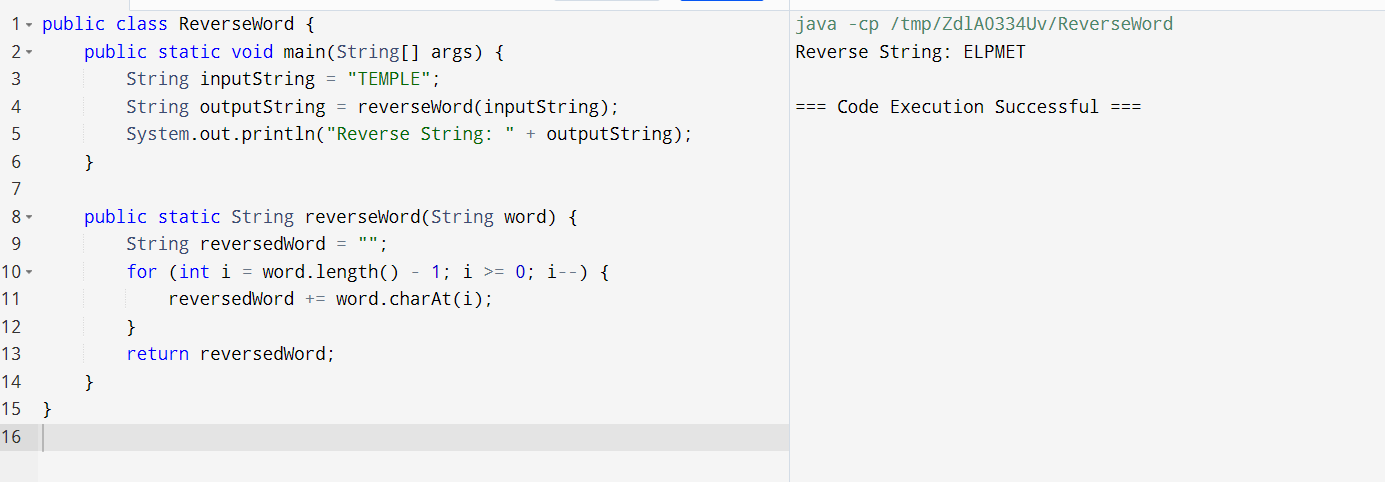 1 public class ReverseWord {
2     public static void main(String[] args) {
3         String inputString = "TEMPLE";
4         String outputString = reverseWord(inputString);
5         System.out.println("Reverse String: " + outputString);
6     }
7
8     public static String reverseWord(String word) {
9         String reversedWord = "";
10         for (int i = word.length() - 1; i >= 0; i--) {
11             reversedWord += word.charAt(i);
12         }
13         return reversedWord;
14     }
15 }
16
java -cp /tmp/ZdlAO334Uv/ReverseWord
Reverse String: ELPMET
=== Code Execution Successful ===